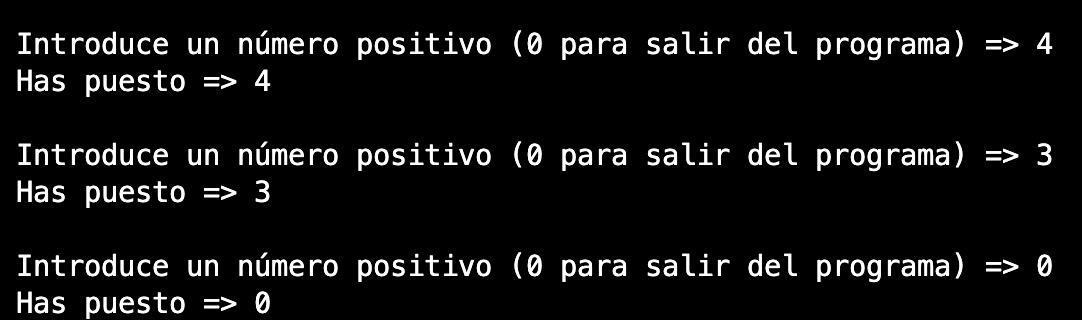 Introduce un número positivo (0 para salir del programa) => 4
Has puesto => 4
Introduce un número positivo (0 para salir del programa) => 3
Has puesto => 3
Introduce un número positivo (0 para salir del programa) => 0
Has puesto => 0